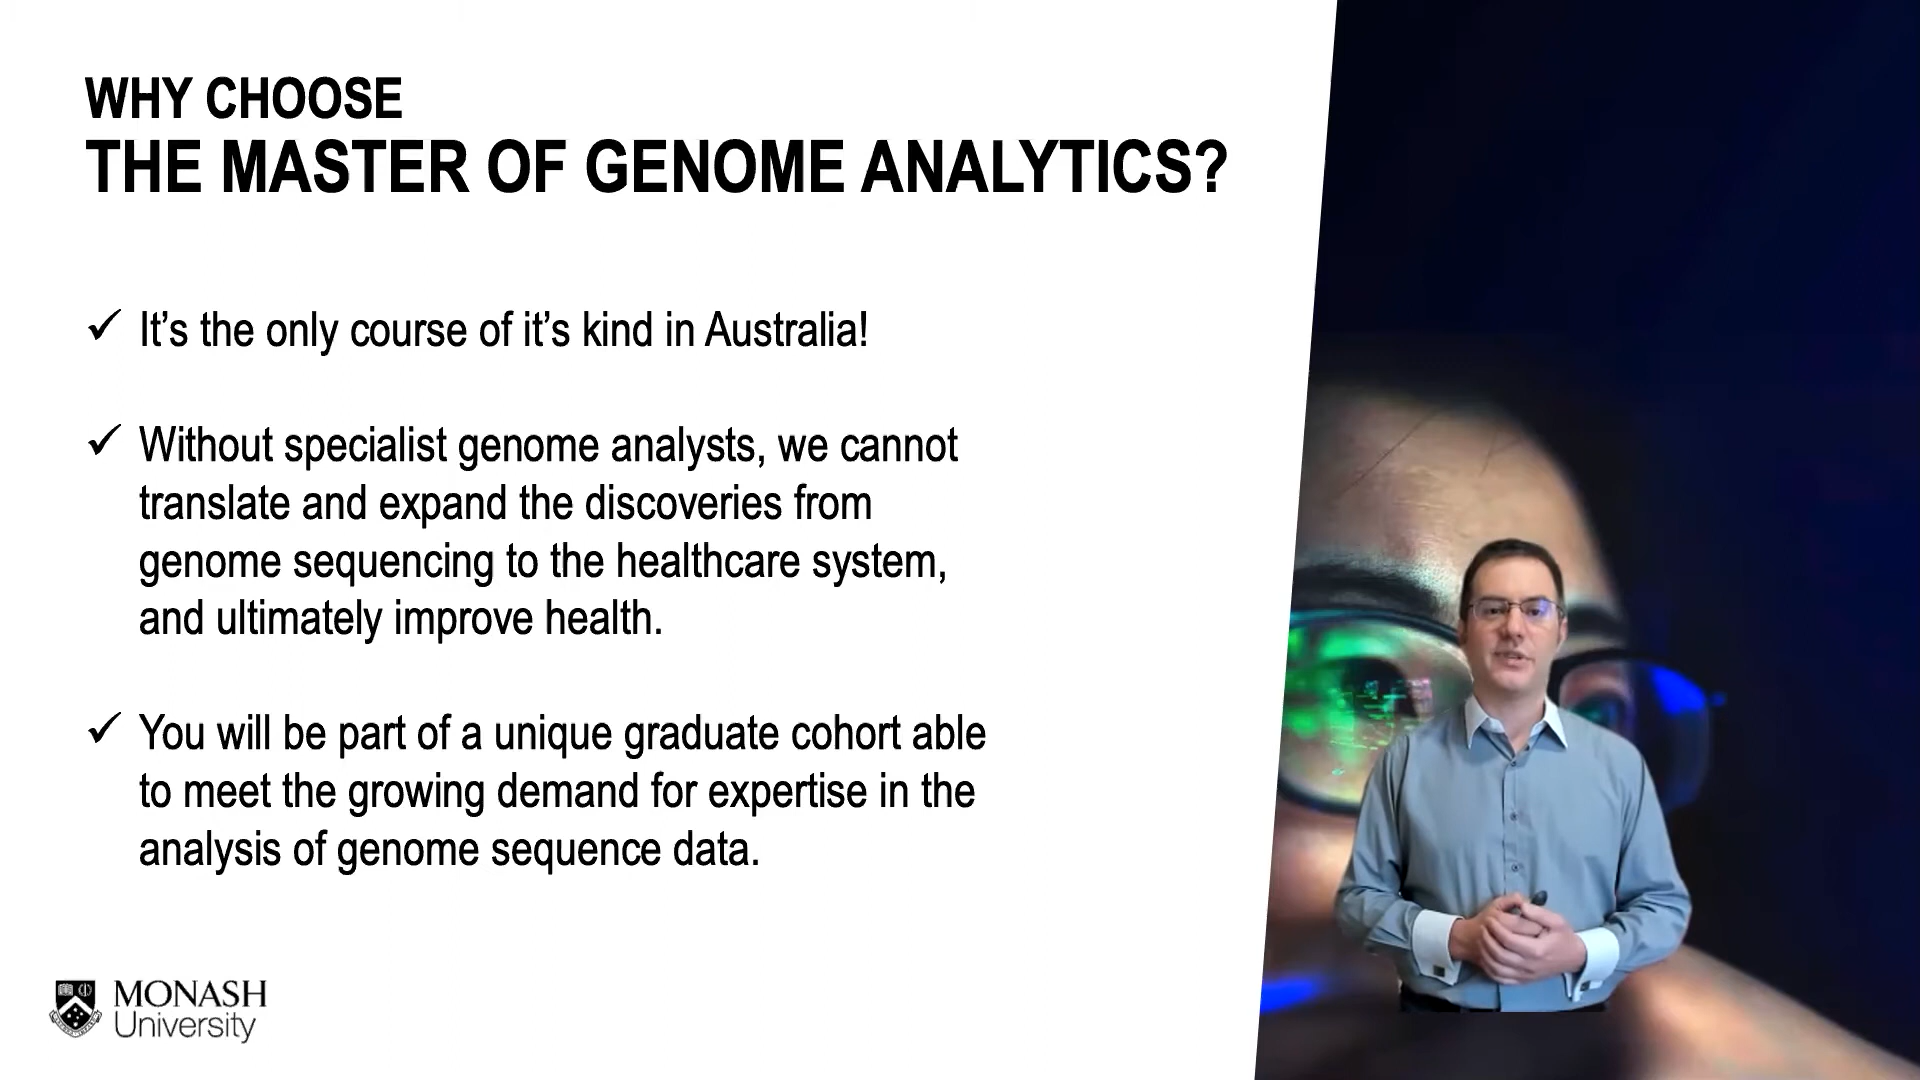 WHY CHOOSE
THE MASTER OF GENOME ANALYTICS?
✓ It’s the only course of it’s kind in Australia!
✓ Without specialist genome analysts, we cannot
translate and expand the discoveries from
genome sequencing to the healthcare system,
and ultimately improve health.
✓ You will be part of a unique graduate cohort able
to meet the growing demand for expertise in the
analysis of genome sequence data.
MONASH
University